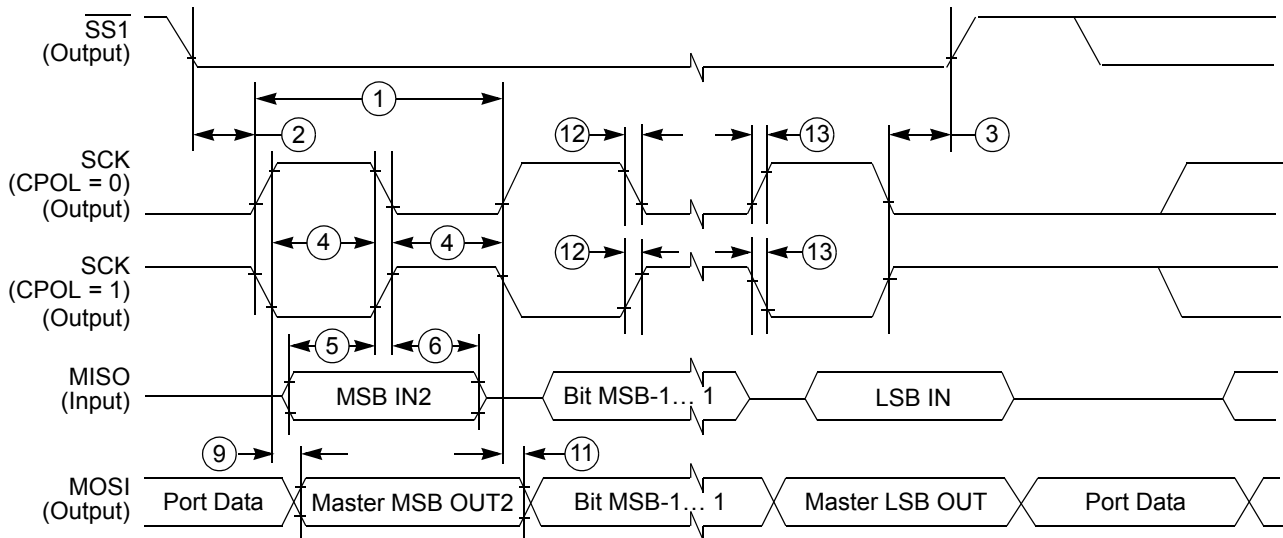 SS1
(Output)
1
2
12
13
3
SCK
(CPOL = 0)
(Output)
4
4
12
13
SCK
(CPOL = 1)
(Output)
5
6
MISO
(Input)
MSB IN2
Bit MSB-1… 1
LSB IN
9
11
MOSI
(Output)
Port Data
Master MSB OUT2
Bit MSB-1… 1
Master LSB OUT
Port Data